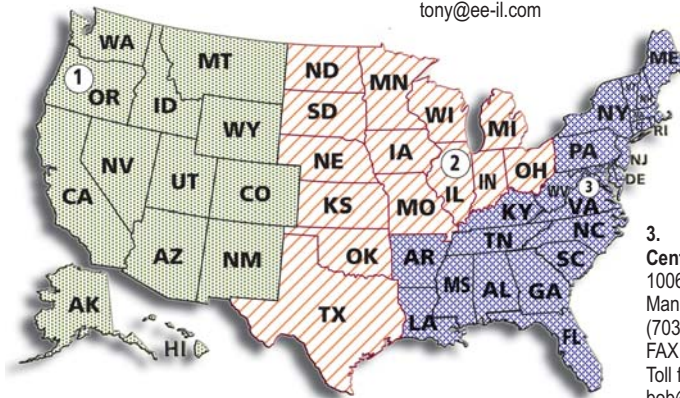 tony@ee-il.com
WA
MT
ND
MN
ME
1
OR
ID
SD
WI
MI
NY
WY
RI
IA
2
PA
NV
NE
OH
NJ
UT
IL
IN
DE
CA
CO
WV
3
KS
MO
KY
VA
NC
TN
AZ
NM
OK
AR
SC
MS
AL
GA
TX
LA
AK
FL
HI
3.
Cent
1006
Man
(703
FAX
Toll f